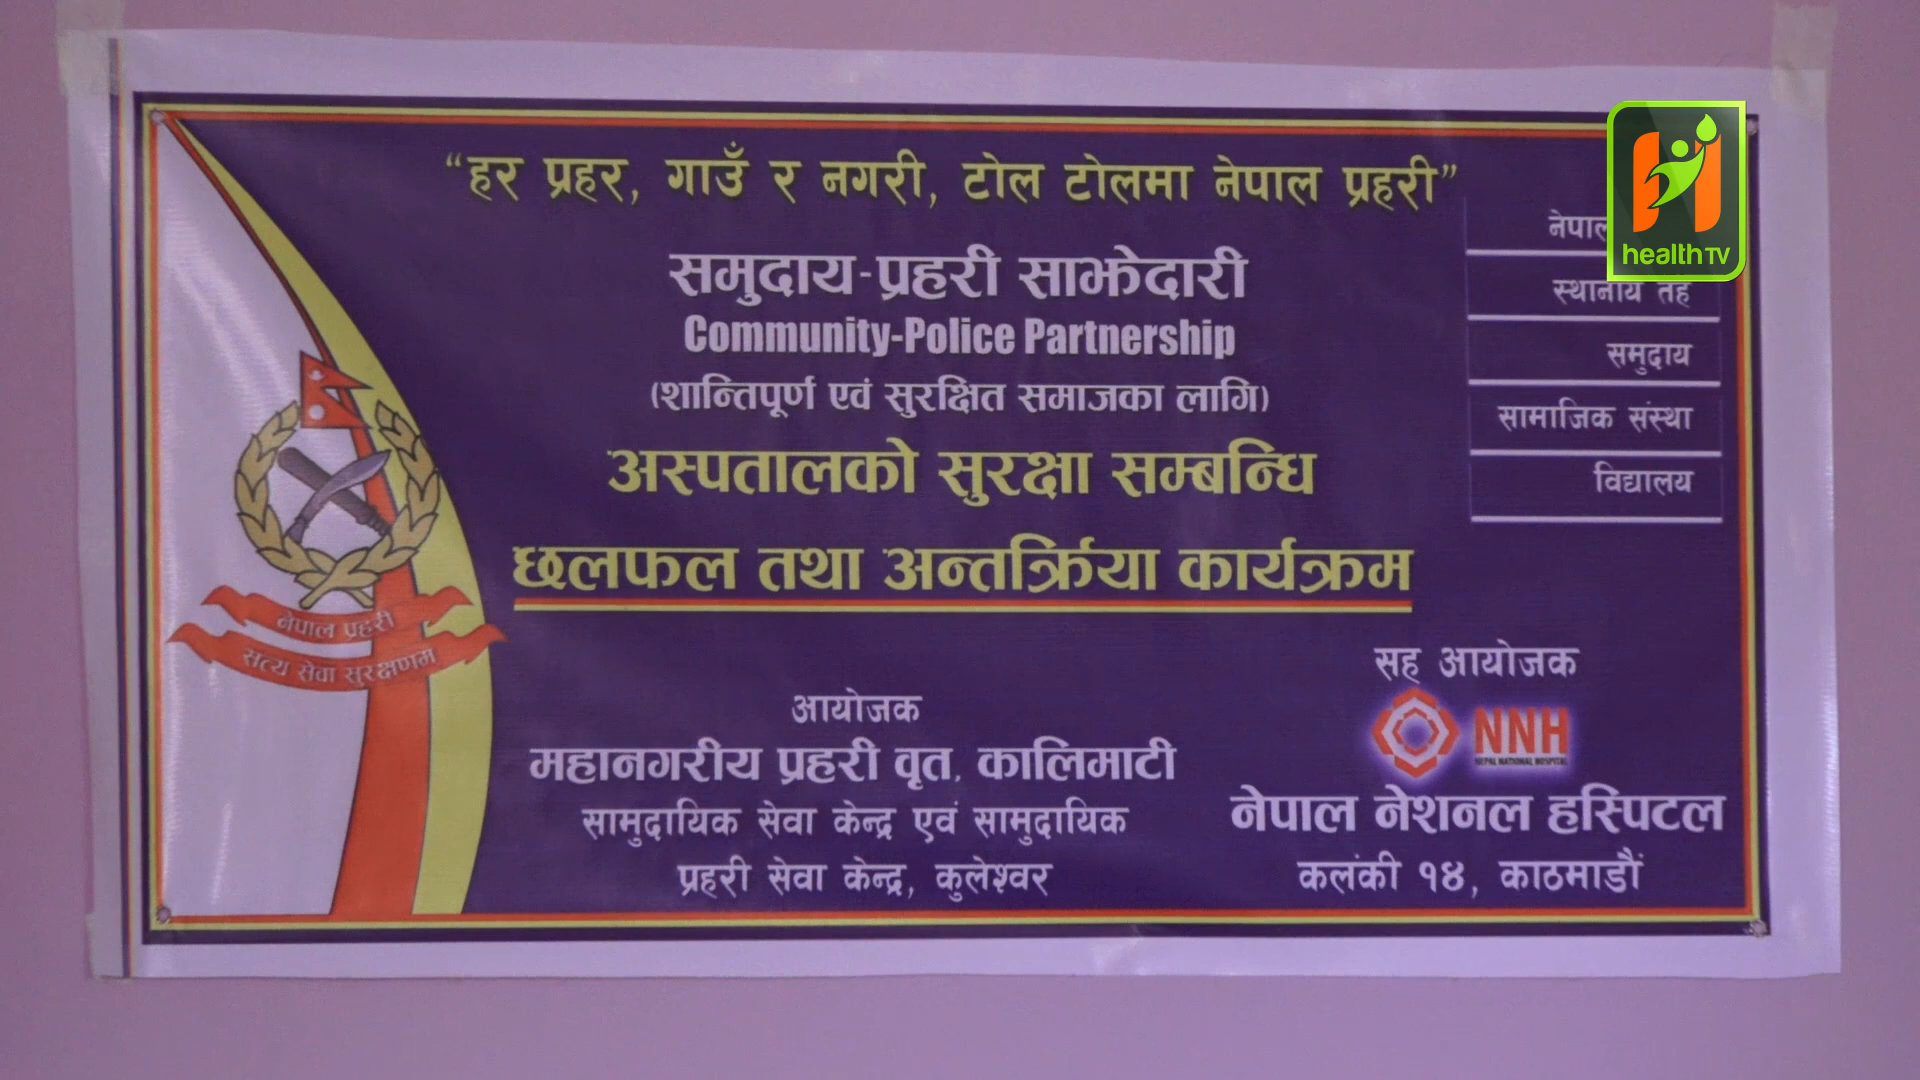 “हर प्रहर, गाउँ र नगरी, टोल टोलमा नेपाल प्रहरी”
समुदाय-प्रहरी साझेदारी
Community-Police Partnership
(शान्तिपूर्ण एवं सुरक्षित समाजका लागि)
अस्पतालको सुरक्षा सम्बन्धि
छलफल तथा अन्तर्क्रिया कार्यक्रम
health TV
नेपाल
स्थानीय तह
समुदाय
सामाजिक संस्था
विद्यालय
नेपाल प्रहरी
सत्य सेवा सुरक्षणम
आयोजक
महानगरीय प्रहरी वृत, कालिमाटी
सामुदायिक सेवा केन्द्र एवं सामुदायिक
प्रहरी सेवा केन्द्र, कुलेश्वर
सह आयोजक
NNH
NEPAL NATIONAL HOSPITAL
नेपाल नेशनल हस्पिटल
कलंकी १४, काठमाडौं